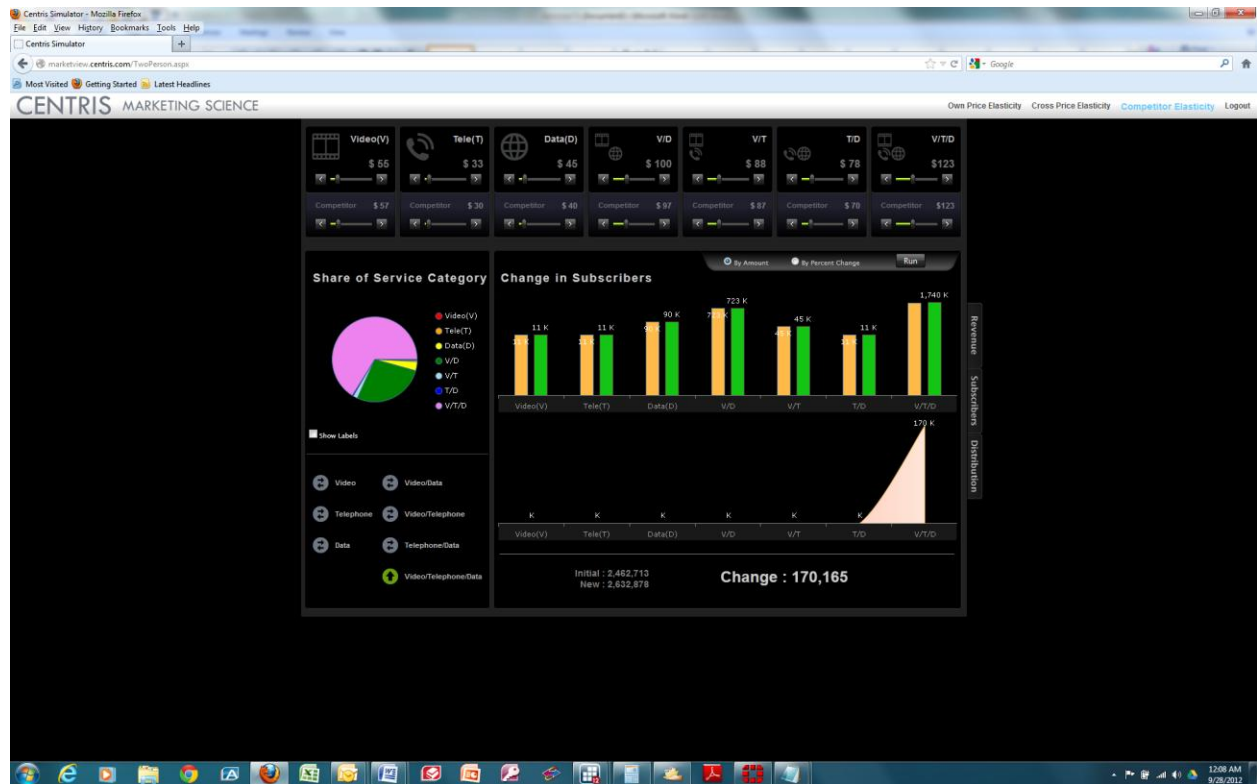 Centris Simulator - Mozilla Firefox
File Edit View History Bookmarks Tools Help
Centris Simulator +
marketview.centris.com/TwoPerson.aspx
Google
Most Visited Getting Started Latest Headlines
CENTRIS MARKETING SCIENCE
Own Price Elasticity Cross Price Elasticity Competitor Elasticity Logout
Video(V) Tele(T) Data(D) V/D V/T T/D V/T/D
$ 55 $ 33 $ 45 $ 100 $ 88 $ 78 $123
Competitor $ 57 Competitor $ 30 Competitor $ 40 Competitor $ 97 Competitor $ 87 Competitor $ 70 Competitor $123
By Amount By Percent Change Run
Share of Service Category
Video(V)
Tele(T)
Data(D)
V/D
V/T
T/D
V/T/D
Show Labels
Video Video/Data
Telephone Video/Telephone
Data Telephone/Data
Video/Telephone/Data
Change in Subscribers
11 K 11 K 90 K 723 K 45 K 11 K 1,740 K
11 K 11 K
Video(V) Tele(T) Data(D) V/D V/T T/D V/T/D
170 K
K K K K K K
Video(V) Tele(T) Data(D) V/D V/T T/D V/T/D
Initial : 2,462,713
New : 2,632,878
Change : 170,165
Revenue
Subscribers
Distribution
12:08 AM
9/28/2012